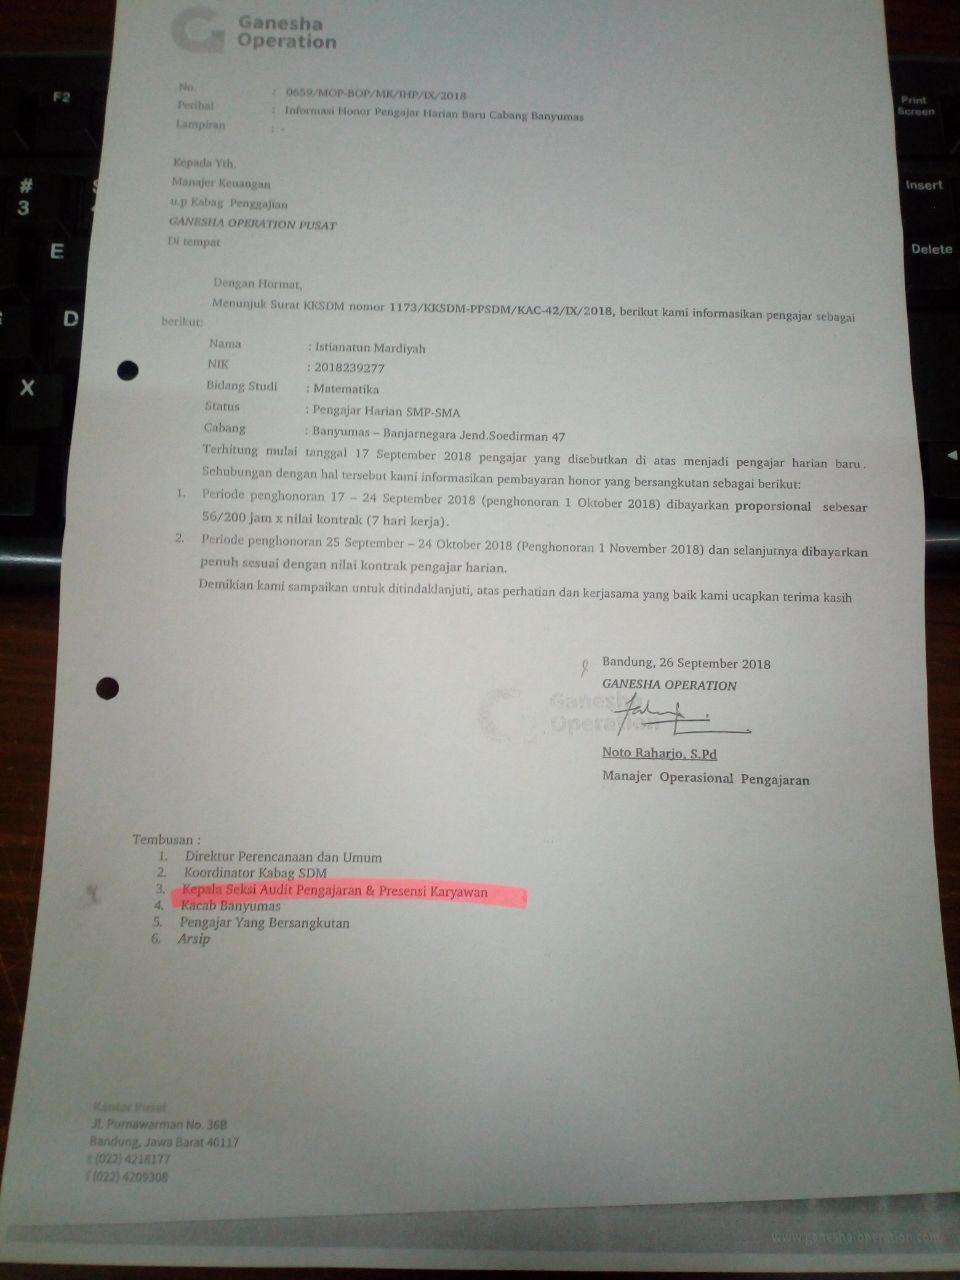 Ganesha
Operation
No. : 0659/MOP-BOP/MK/IHP/IX/2018
Perihal : Informasi Honor Pengajar Harian Baru Cabang Banyumas
Lampiran : -
Kepada Yth.
Manajer Keuangan
u.p Kabag Penggajian
GANESHA OPERATION PUSAT
Di tempat
Dengan Hormat,
Menunjuk Surat KKSDM nomor 1173/KKSDM-PPSDM/KAC-42/IX/2018, berikut kami informasikan pengajar sebagai
berikut:
Nama : Istianatun Mardiyah
NIK : 2018239277
Bidang Studi : Matematika
Status : Pengajar Harian SMP-SMA
Cabang : Banyumas – Banjarnegara Jend.Soedirman 47
Terhitung mulai tanggal 17 September 2018 pengajar yang disebutkan di atas menjadi pengajar harian baru.
Sehubungan dengan hal tersebut kami informasikan pembayaran honor yang bersangkutan sebagai berikut:
1. Periode penghonoran 17 – 24 September 2018 (penghonoran 1 Oktober 2018) dibayarkan proporsional sebesar
56/200 jam x nilai kontrak (7 hari kerja).
2. Periode penghonoran 25 September – 24 Oktober 2018 (Penghonoran 1 November 2018) dan selanjutnya dibayarkan
penuh sesuai dengan nilai kontrak pengajar harian.
Demikian kami sampaikan untuk ditindaklanjuti, atas perhatian dan kerjasama yang baik kami ucapkan terima kasih
Bandung, 26 September 2018
GANESHA OPERATION
Ganesha
Operation
Noto Raharjo, S.Pd
Manajer Operasional Pengajaran
Tembusan :
1. Direktur Perencanaan dan Umum
2. Koordinator Kabag SDM
3. Kepala Seksi Audit Pengajaran & Presensi Karyawan
4. Kacab Banyumas
5. Pengajar Yang Bersangkutan
6. Arsip
Kantor Pusat
Jl. Purnawarman No. 36B
Bandung, Jawa Barat 40117
t (022) 4218177
f (022) 4209308
www.ganesha-operation.com
F2
#
3
E
D
X
Print
Screen
Insert
Delete